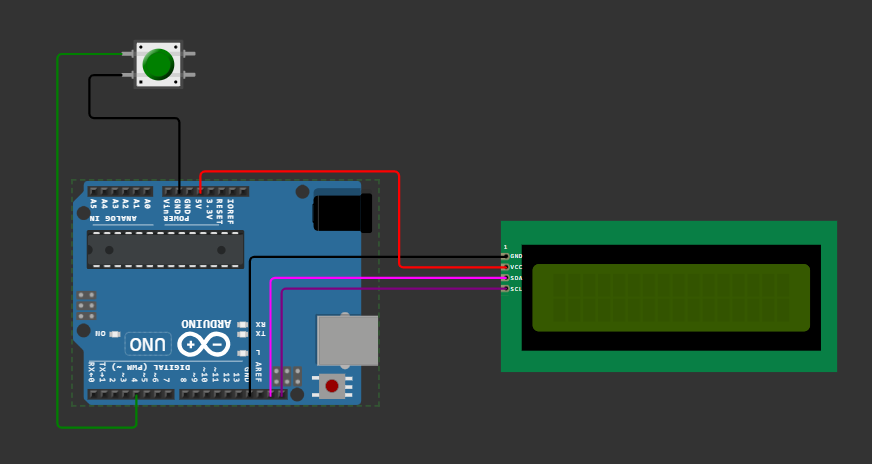 A5 A4 A3 A2 A1 A0
Vin GND GND 5V 3.3V RESET IOREF
ANALOG IN
POWER
1
GND
VCC
SDA
SCL
ARDUINO
UNO
ON
RX
TX
L
DIGITAL (PWM ~)
RX←0 TX→1 2 ~3 4 ~5 ~6 7 8 ~9 ~10 ~11 12 13 GND AREF